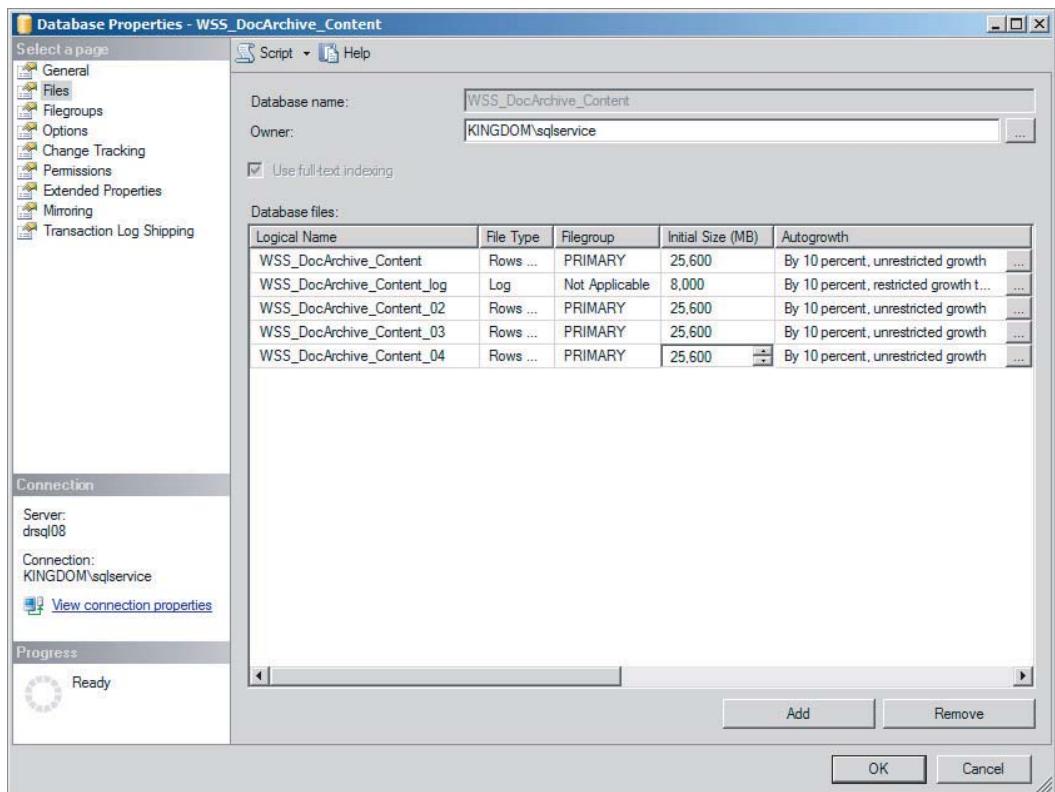 Database Properties - WSS_DocArchive_Content
Select a page
General
Files
Filegroups
Options
Change Tracking
Permissions
Extended Properties
Mirroring
Transaction Log Shipping
Connection
Server:
drsql08
Connection:
KINGDOM\sqlservice
View connection properties
Progress
Ready
Script Help
Database name: WSS_DocArchive_Content
Owner: KINGDOM\sqlservice ...
Use full-text indexing
Database files:
Logical Name File Type Filegroup Initial Size (MB) Autogrowth
WSS_DocArchive_Content Rows ... PRIMARY 25,600 By 10 percent, unrestricted growth ...
WSS_DocArchive_Content_log Log Not Applicable 8,000 By 10 percent, restricted growth t... ...
WSS_DocArchive_Content_02 Rows ... PRIMARY 25,600 By 10 percent, unrestricted growth ...
WSS_DocArchive_Content_03 Rows ... PRIMARY 25,600 By 10 percent, unrestricted growth ...
WSS_DocArchive_Content_04 Rows ... PRIMARY 25,600 By 10 percent, unrestricted growth ...
Add Remove
OK Cancel